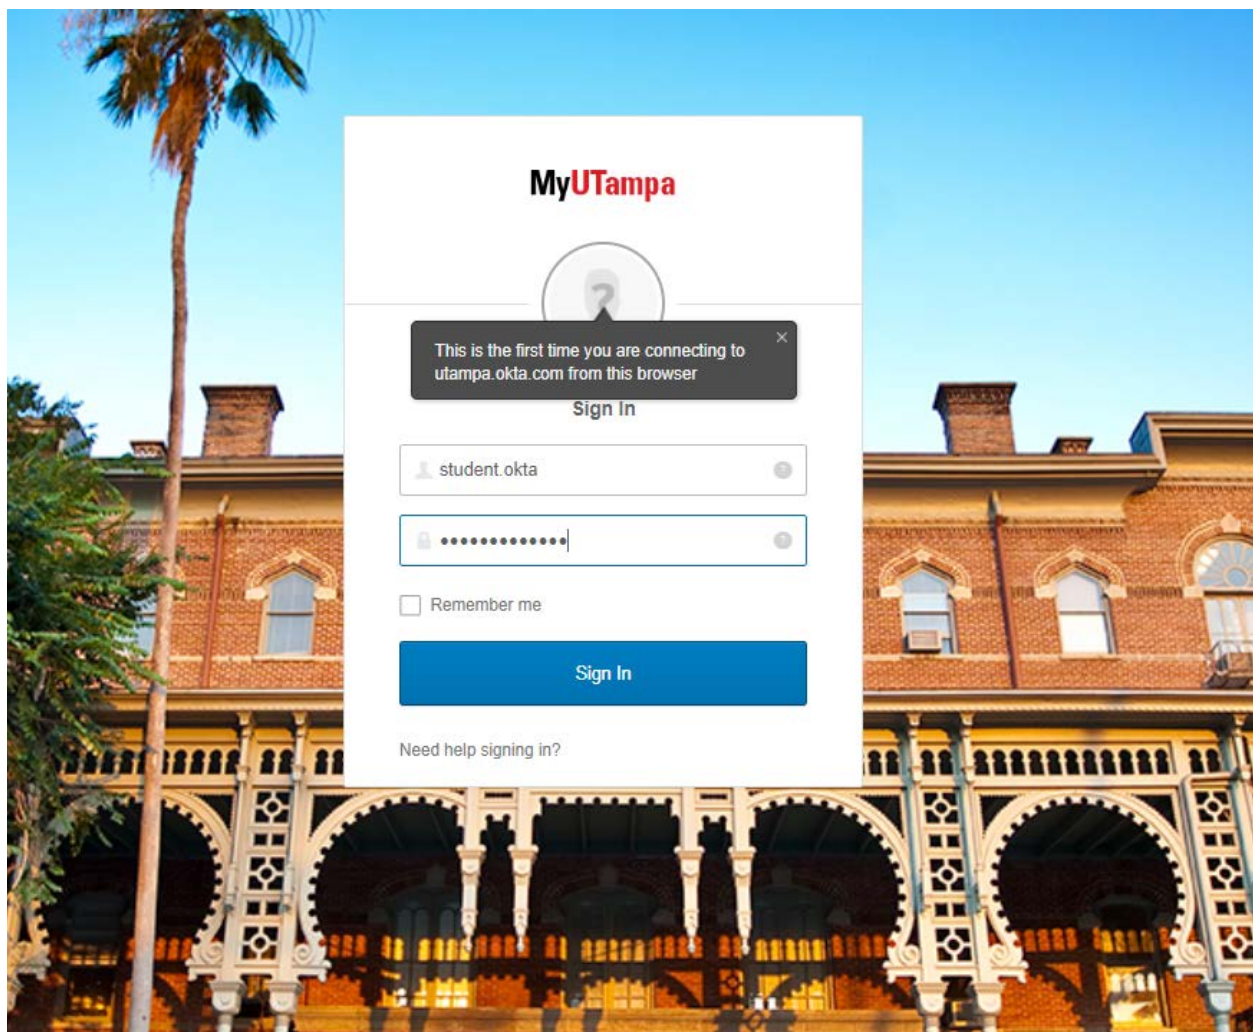 MyUTampa
?
This is the first time you are connecting to
utampa.okta.com from this browser
Sign In
student.okta
•••••••••••••
Remember me
Sign In
Need help signing in?